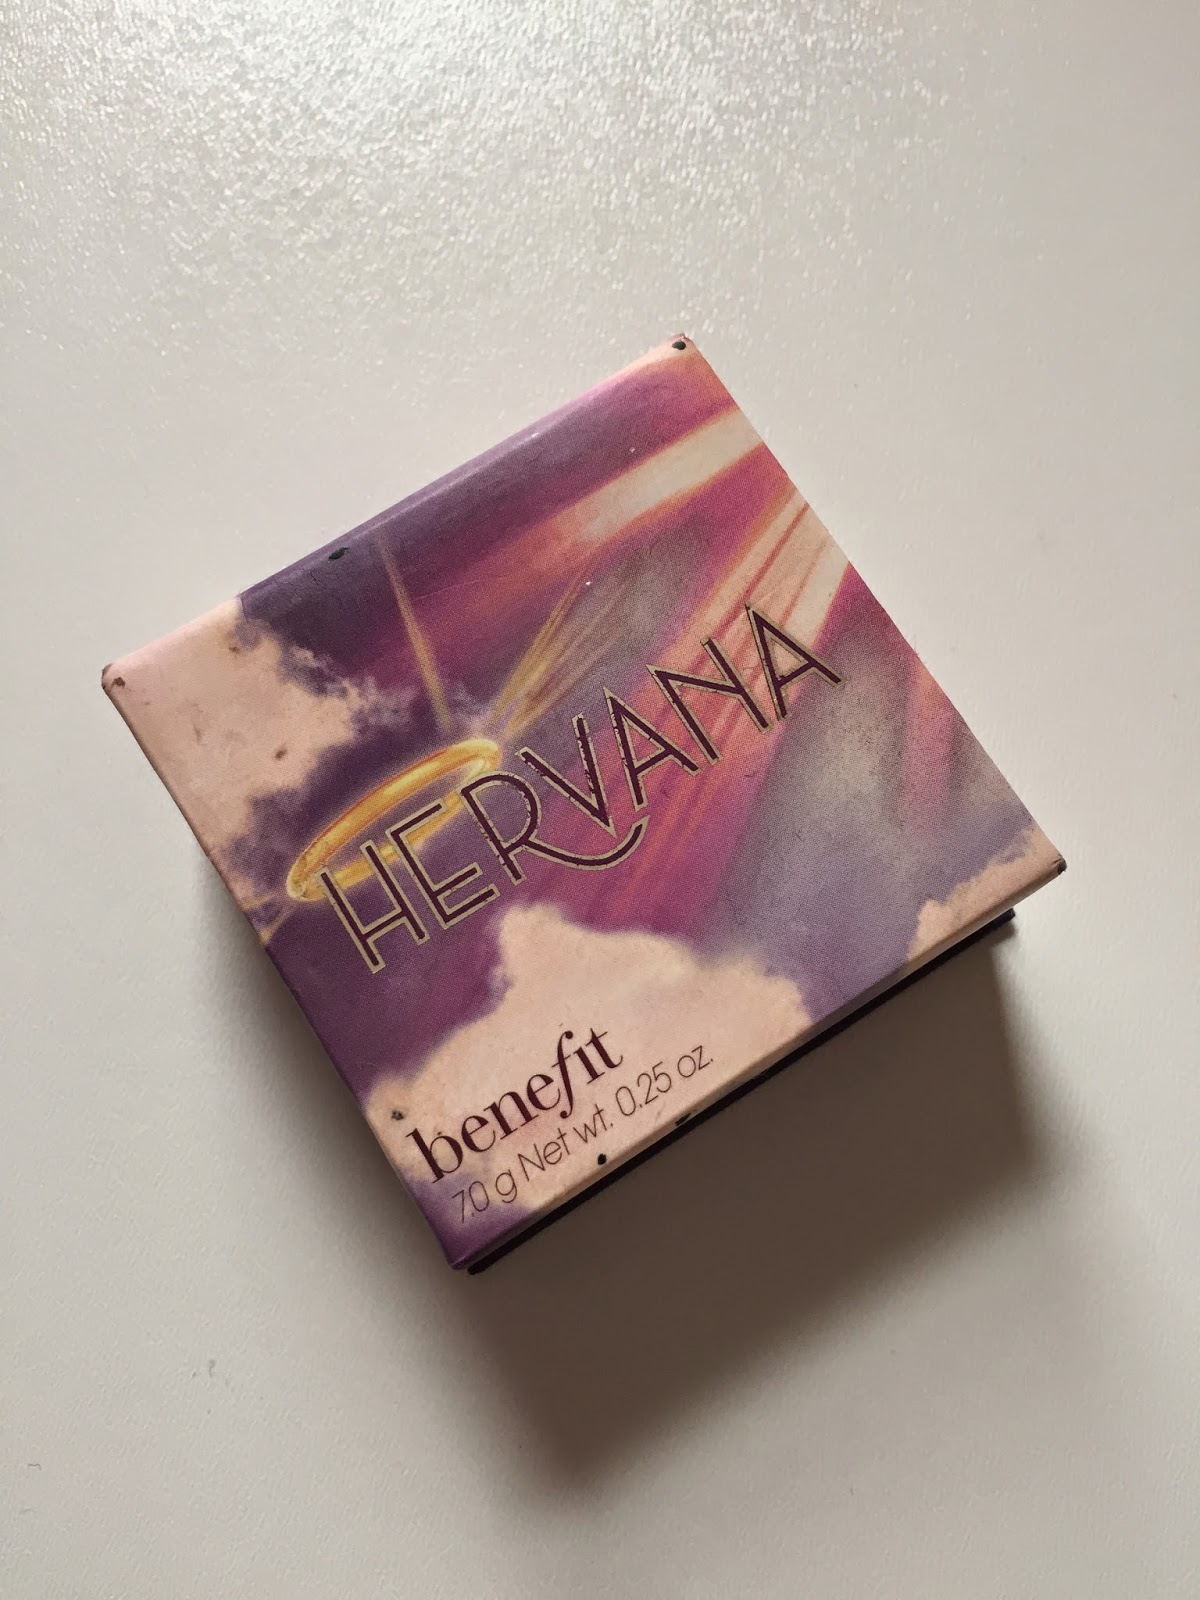 HERVANA
benefit
7.0 g Net wt. 0.25 oz.